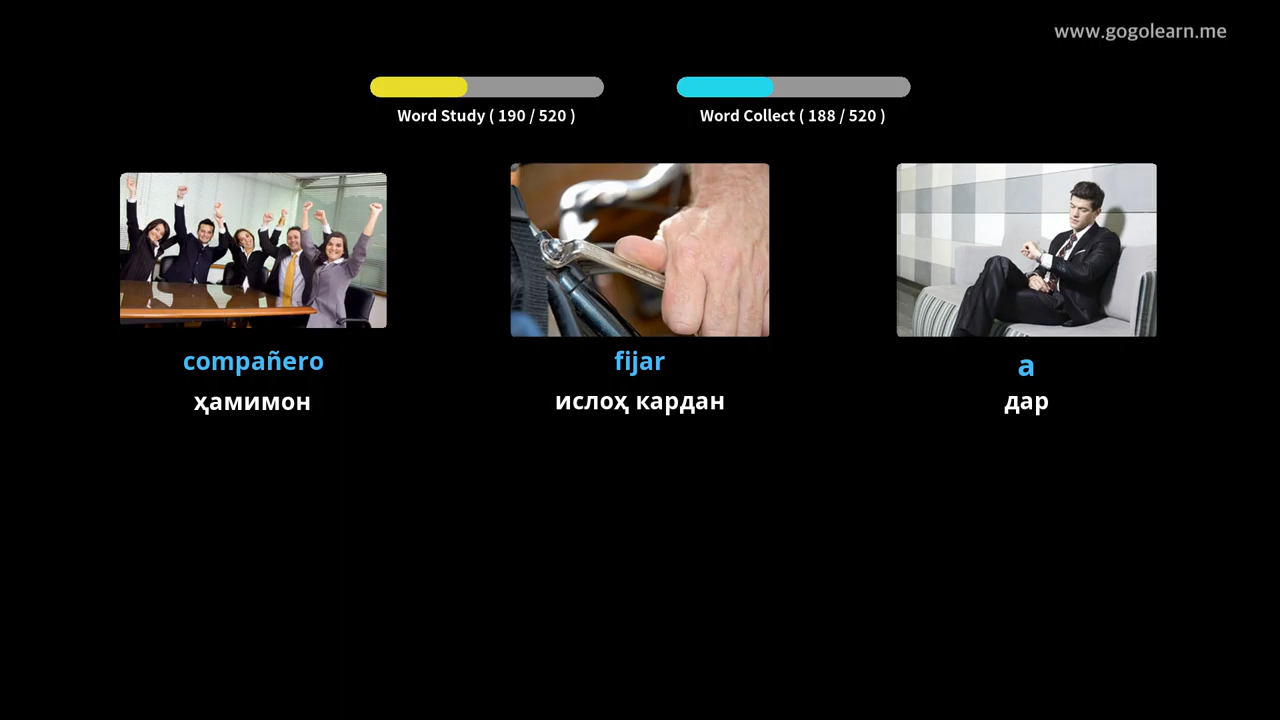 www.gogolearn.me
Word Study ( 190 / 520 )
Word Collect ( 188 / 520 )
compañero
fijar
a
ҳамимон
ислоҳ кардан
дар